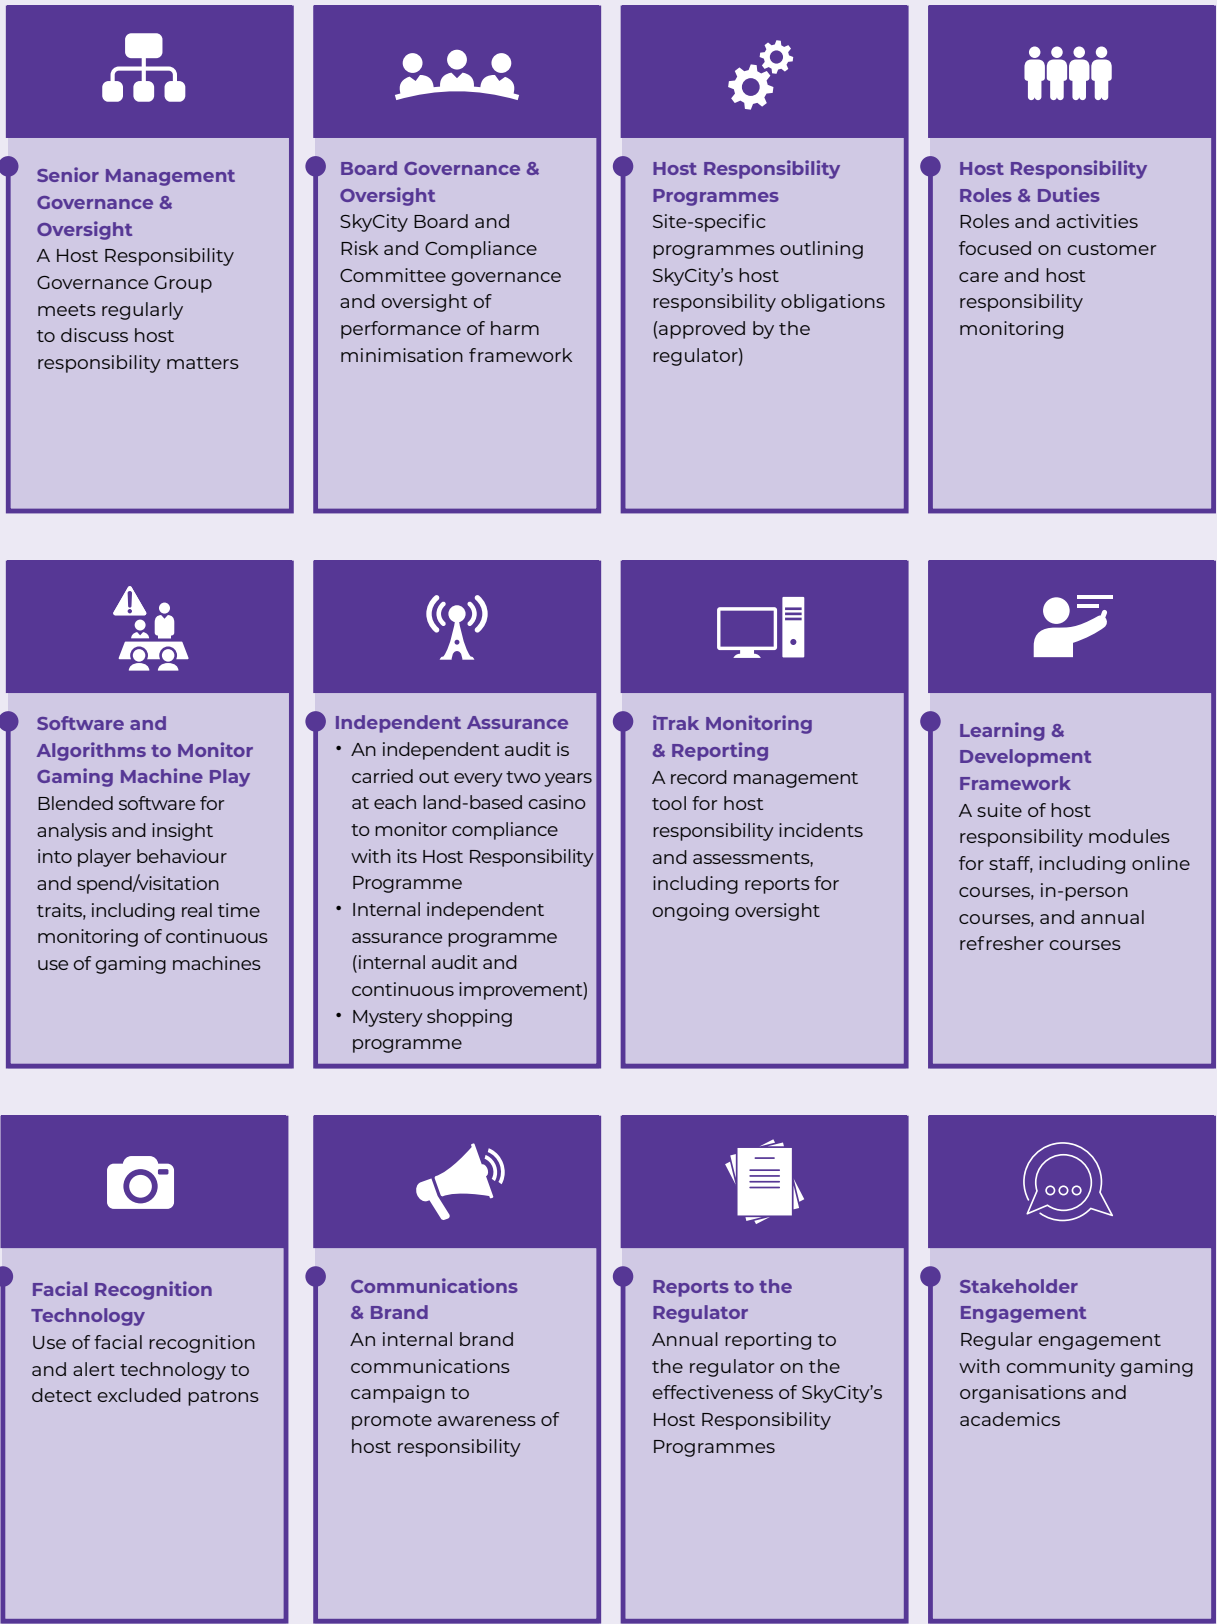 Senior Management
Governance &
Oversight
A Host Responsibility
Governance Group
meets regularly
to discuss host
responsibility matters
Board Governance &
Oversight
SkyCity Board and
Risk and Compliance
Committee governance
and oversight of
performance of harm
minimisation framework
Host Responsibility
Programmes
Site-specific
programmes outlining
SkyCity’s host
responsibility obligations
(approved by the
regulator)
Host Responsibility
Roles & Duties
Roles and activities
focused on customer
care and host
responsibility
monitoring
Software and
Algorithms to Monitor
Gaming Machine Play
Blended software for
analysis and insight
into player behaviour
and spend/visitation
traits, including real time
monitoring of continuous
use of gaming machines
Independent Assurance
• An independent audit is
carried out every two years
at each land-based casino
to monitor compliance
with its Host Responsibility
Programme
• Internal independent
assurance programme
(internal audit and
continuous improvement)
• Mystery shopping
programme
iTrak Monitoring
& Reporting
A record management
tool for host
responsibility incidents
and assessments,
including reports for
ongoing oversight
Learning &
Development
Framework
A suite of host
responsibility modules
for staff, including online
courses, in-person
courses, and annual
refresher courses
Facial Recognition
Technology
Use of facial recognition
and alert technology to
detect excluded patrons
Communications
& Brand
An internal brand
communications
campaign to
promote awareness of
host responsibility
Reports to the
Regulator
Annual reporting to
the regulator on the
effectiveness of SkyCity’s
Host Responsibility
Programmes
Stakeholder
Engagement
Regular engagement
with community gaming
organisations and
academics